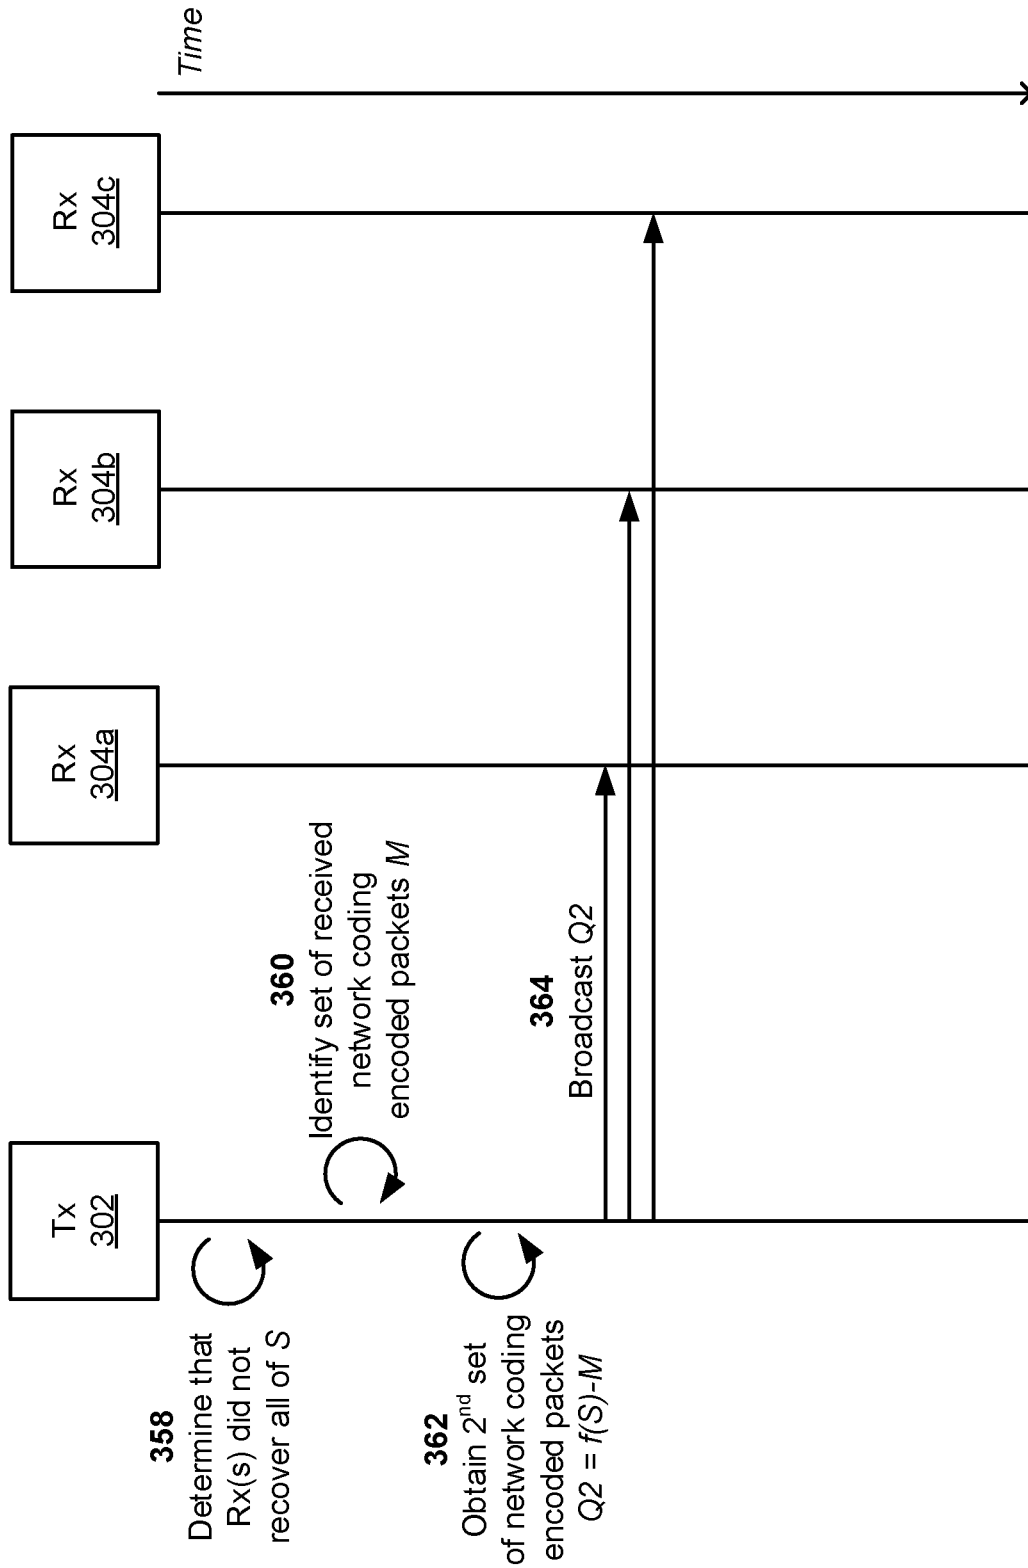 Tx
302
Rx
304a
Rx
304b
Rx
304c
Time
358
Determine that
Rx(s) did not
recover all of S
360
Identify set of received
network coding
encoded packets M
362
Obtain 2nd set
of network coding
encoded packets
Q2 = f(S)-M
364
Broadcast Q2